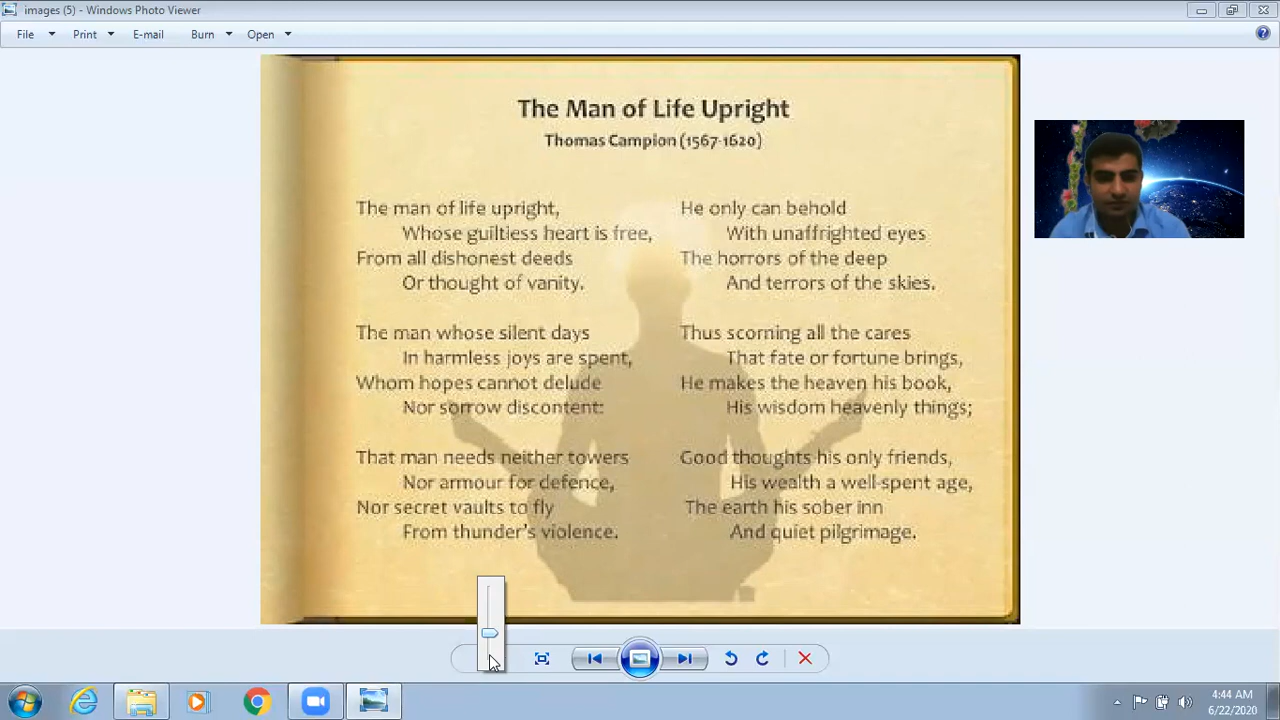 images (5) - Windows Photo Viewer
File Print E-mail Burn Open
The Man of Life Upright
Thomas Campion (1567-1620)
The man of life upright,
Whose guiltless heart is free,
From all dishonest deeds
Or thought of vanity.
The man whose silent days
In harmless joys are spent,
Whom hopes cannot delude
Nor sorrow discontent:
That man needs neither towers
Nor armour for defence,
Nor secret vaults to fly
From thunder's violence.
He only can behold
With unaffrighted eyes
The horrors of the deep
And terrors of the skies.
Thus scorning all the cares
That fate or fortune brings,
He makes the heaven his book,
His wisdom heavenly things;
Good thoughts his only friends,
His wealth a well-spent age,
The earth his sober inn
And quiet pilgrimage.
4:44 AM
6/22/2020